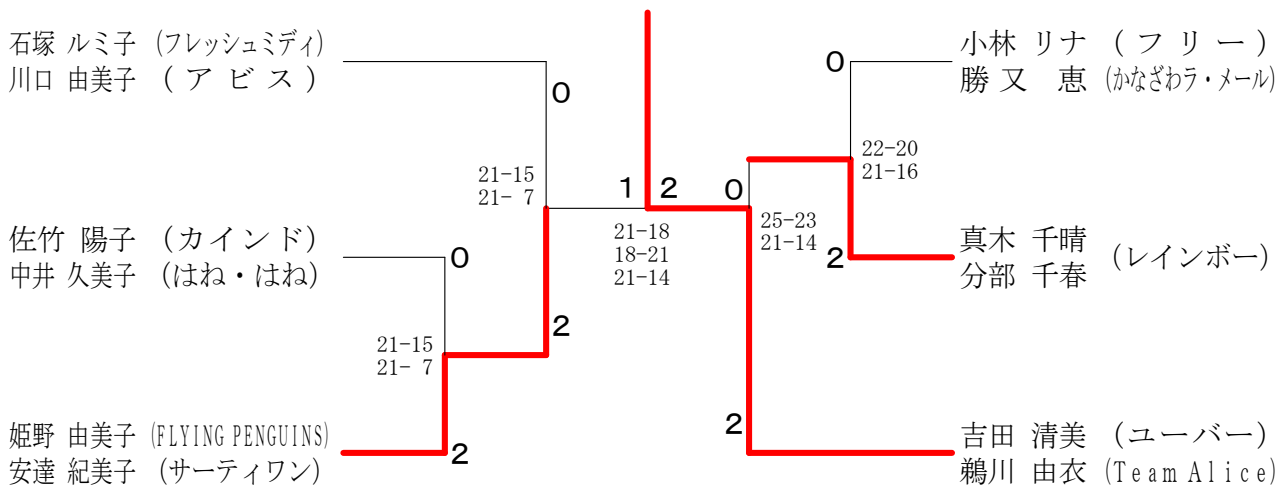 石塚 ルミ子 (フレッシュミディ)
川口 由美子 (アビス)
0
21-15
21- 7
佐竹 陽子 (カインド)
中井 久美子 (はね・はね)
0
2
21-15
21- 7
姫野 由美子 (FLYING PENGUINS)
安達 紀美子 (サーティワン)
2
1 2
21-18
18-21
21-14
小林 リナ (フリー)
勝又 恵 (かなざわラ・メール)
0
22-20
21-16
0
25-23
21-14
2
真木 千晴
分部 千春
(レインボー)
2
吉田 清美 (ユーバー)
鵜川 由衣 (Team Alice)